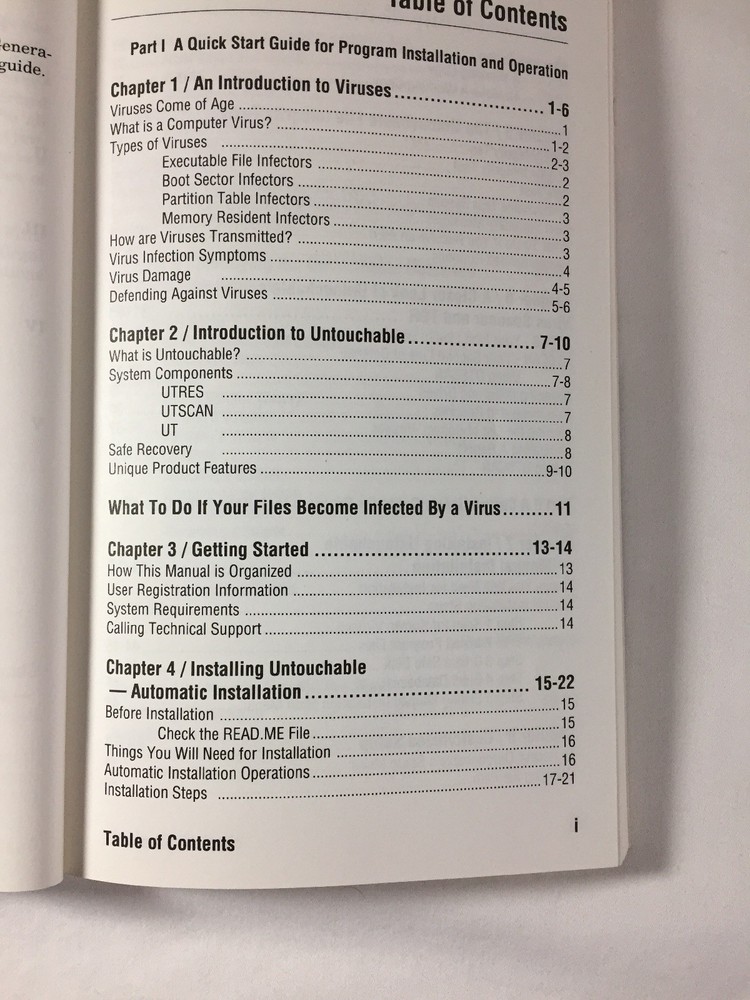 enera-
guide.
Table of Contents
Part I A Quick Start Guide for Program Installation and Operation
Chapter 1 / An Introduction to Viruses 1-6
Viruses Come of Age 1
What is a Computer Virus? 1-2
Types of Viruses 2-3
Executable File Infectors 2
Boot Sector Infectors 2
Partition Table Infectors 3
Memory Resident Infectors 3
How are Viruses Transmitted? 3
Virus Infection Symptoms 4
Virus Damage 4-5
Defending Against Viruses 5-6
Chapter 2 / Introduction to Untouchable 7-10
What is Untouchable? 7
System Components 7-8
UTRES 7
UTSCAN 7
UT 8
Safe Recovery 8
Unique Product Features 9-10
What To Do If Your Files Become Infected By a Virus 11
Chapter 3 / Getting Started 13-14
How This Manual is Organized 13
User Registration Information 14
System Requirements 14
Calling Technical Support 14
Chapter 4 / Installing Untouchable
— Automatic Installation 15-22
Before Installation 15
Check the READ.ME File 15
Things You Will Need for Installation 16
Automatic Installation Operations 16
Installation Steps 17-21
i
Table of Contents